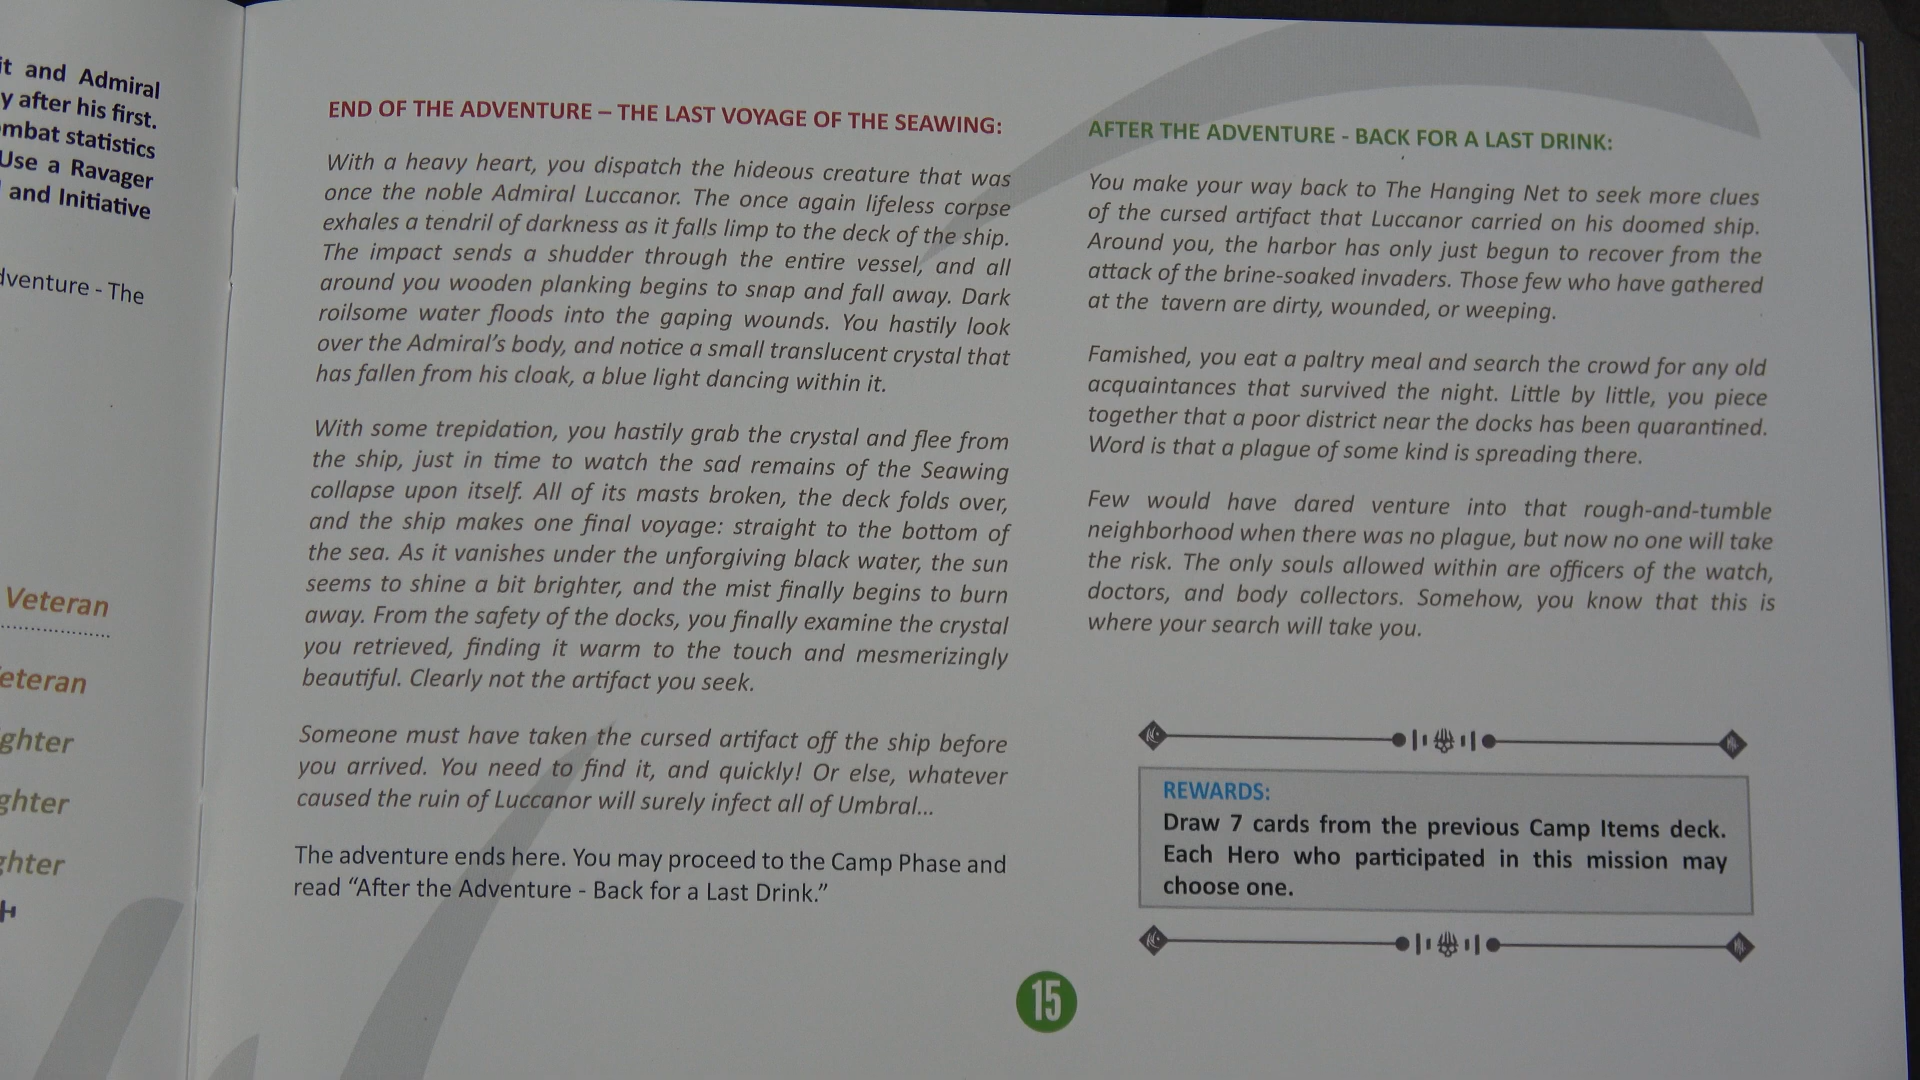 it and Admiral
y after his first.
mbat statistics
Use a Ravager
and Initiative
dventure - The
Veteran
eteran
ghter
ghter
ghter
END OF THE ADVENTURE – THE LAST VOYAGE OF THE SEAWING:
With a heavy heart, you dispatch the hideous creature that was
once the noble Admiral Luccanor. The once again lifeless corpse
exhales a tendril of darkness as it falls limp to the deck of the ship.
The impact sends a shudder through the entire vessel, and all
around you wooden planking begins to snap and fall away. Dark
roilsome water floods into the gaping wounds. You hastily look
over the Admiral’s body, and notice a small translucent crystal that
has fallen from his cloak, a blue light dancing within it.
With some trepidation, you hastily grab the crystal and flee from
the ship, just in time to watch the sad remains of the Seawing
collapse upon itself. All of its masts broken, the deck folds over,
and the ship makes one final voyage: straight to the bottom of
the sea. As it vanishes under the unforgiving black water, the sun
seems to shine a bit brighter, and the mist finally begins to burn
away. From the safety of the docks, you finally examine the crystal
you retrieved, finding it warm to the touch and mesmerizingly
beautiful. Clearly not the artifact you seek.
Someone must have taken the cursed artifact off the ship before
you arrived. You need to find it, and quickly! Or else, whatever
caused the ruin of Luccanor will surely infect all of Umbral...
The adventure ends here. You may proceed to the Camp Phase and
read “After the Adventure - Back for a Last Drink.”
AFTER THE ADVENTURE - BACK FOR A LAST DRINK:
You make your way back to The Hanging Net to seek more clues
of the cursed artifact that Luccanor carried on his doomed ship.
Around you, the harbor has only just begun to recover from the
attack of the brine-soaked invaders. Those few who have gathered
at the tavern are dirty, wounded, or weeping.
Famished, you eat a paltry meal and search the crowd for any old
acquaintances that survived the night. Little by little, you piece
together that a poor district near the docks has been quarantined.
Word is that a plague of some kind is spreading there.
Few would have dared venture into that rough-and-tumble
neighborhood when there was no plague, but now no one will take
the risk. The only souls allowed within are officers of the watch,
doctors, and body collectors. Somehow, you know that this is
where your search will take you.
REWARDS:
Draw 7 cards from the previous Camp Items deck.
Each Hero who participated in this mission may
choose one.
15